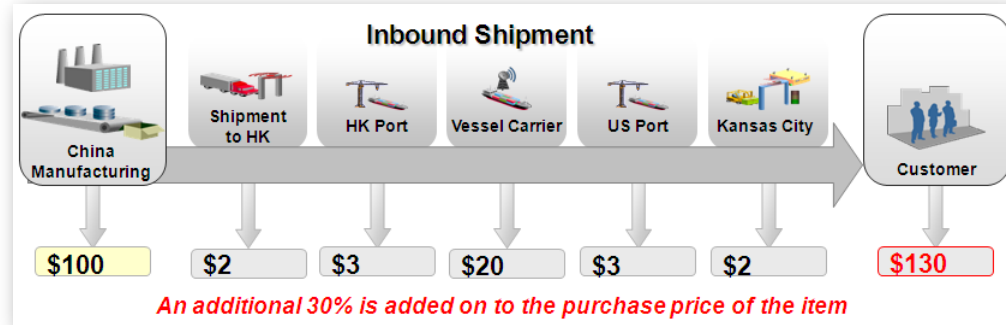 Inbound Shipment
China
Manufacturing
Shipment
to HK
HK Port
Vessel Carrier
US Port
Kansas City
Customer
$100
$2
$3
$20
$3
$2
$130
An additional 30% is added on to the purchase price of the item